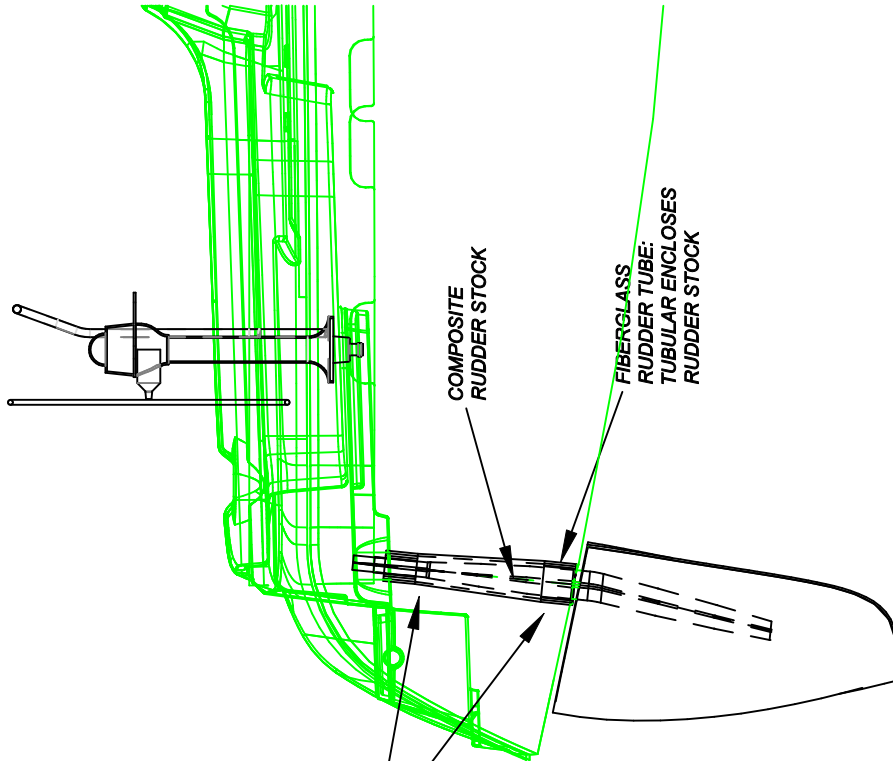 COMPOSITE
RUDDER STOCK
FIBERGLASS
RUDDER TUBE:
TUBULAR ENCLOSES
RUDDER STOCK